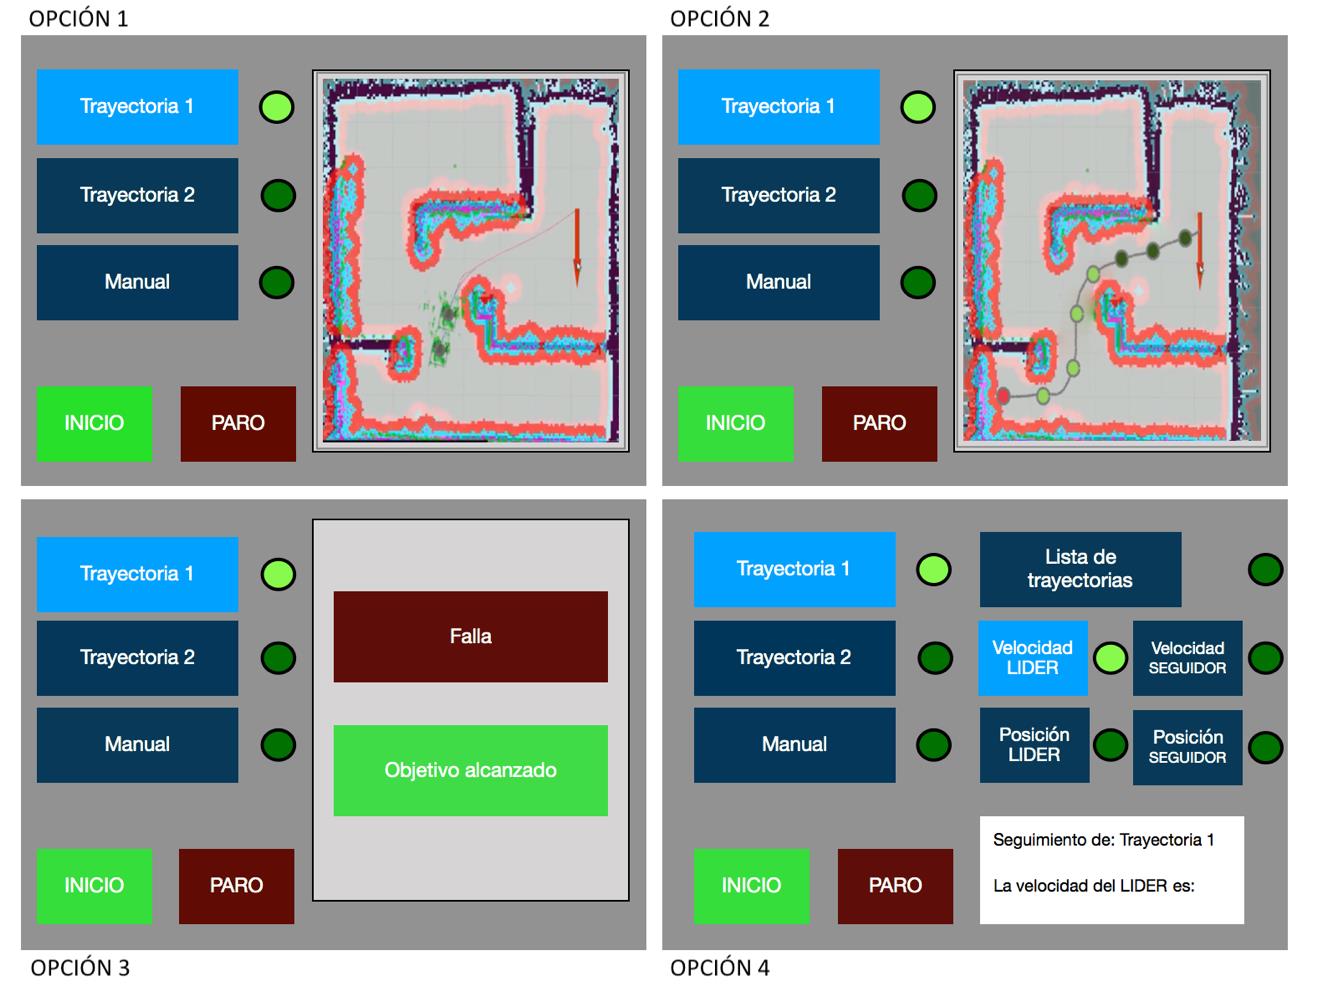 OPCIÓN 1
Trayectoria 1
Trayectoria 2
Manual
INICIO
PARO
OPCIÓN 2
Trayectoria 1
Trayectoria 2
Manual
INICIO
PARO
Trayectoria 1
Trayectoria 2
Manual
INICIO
PARO
Falla
Objetivo alcanzado
OPCIÓN 3
Trayectoria 1
Trayectoria 2
Manual
INICIO
PARO
Lista de
trayectorias
Velocidad
LIDER
Velocidad
SEGUIDOR
Posición
LIDER
Posición
SEGUIDOR
Seguimiento de: Trayectoria 1
La velocidad del LIDER es:
OPCIÓN 4